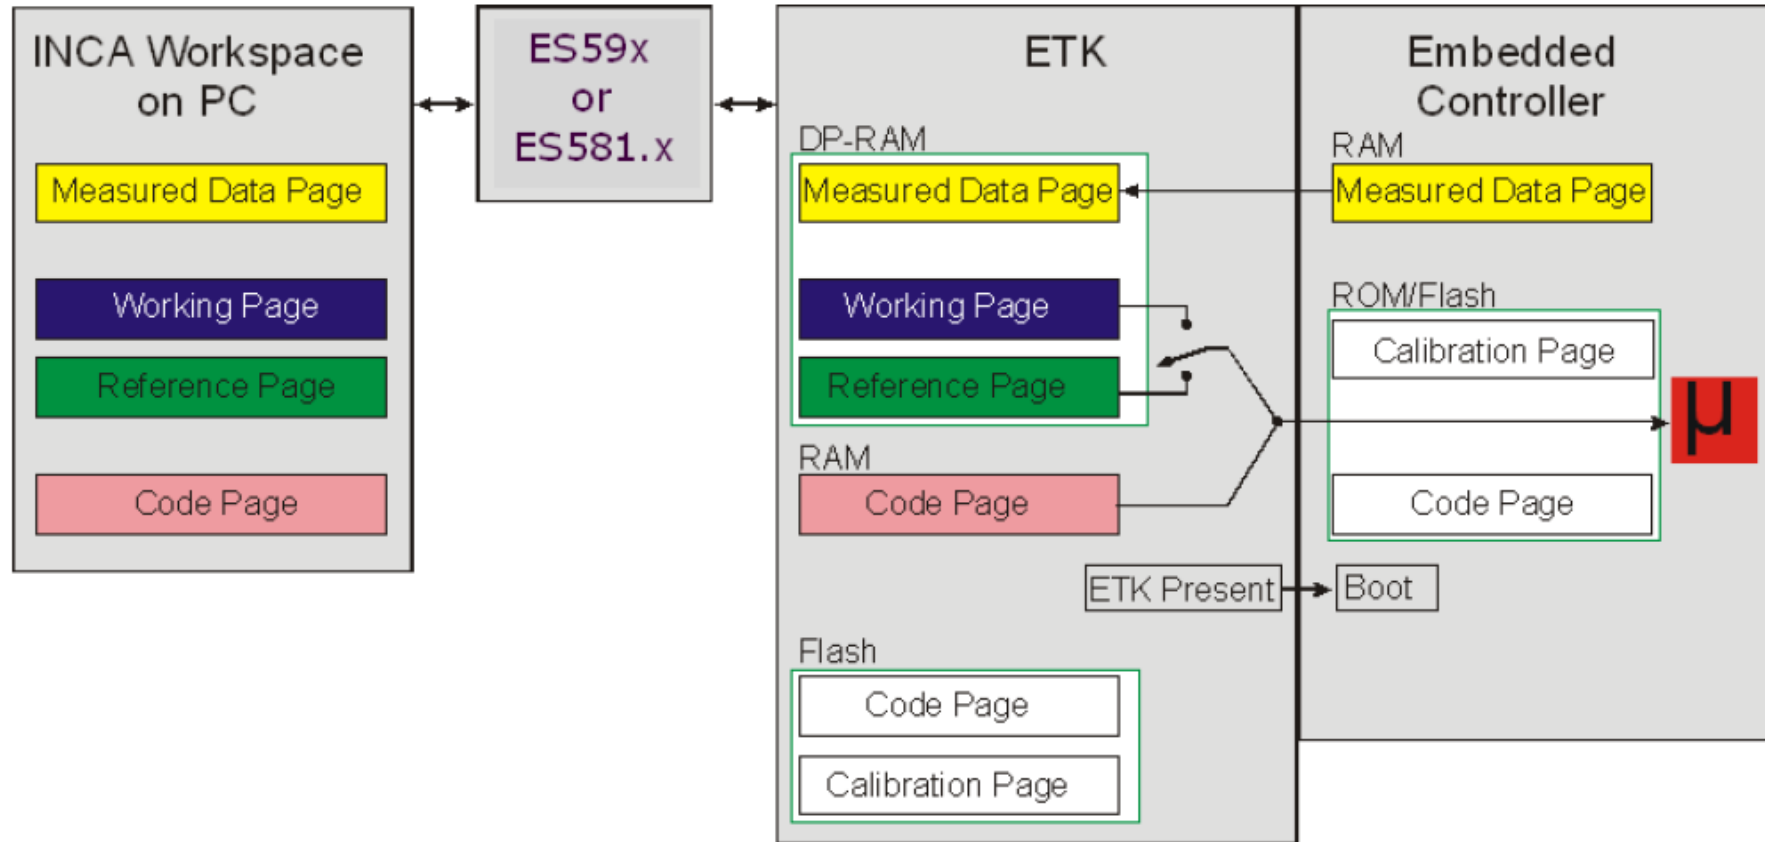 INCA Workspace
on PC
Measured Data Page
Working Page
Reference Page
Code Page
ES59x
or
ES581.x
ETK
DP-RAM
Measured Data Page
Working Page
Reference Page
RAM
Code Page
ETK Present
Flash
Code Page
Calibration Page
Embedded
Controller
RAM
Measured Data Page
ROM/Flash
Calibration Page
Code Page
Boot
μ